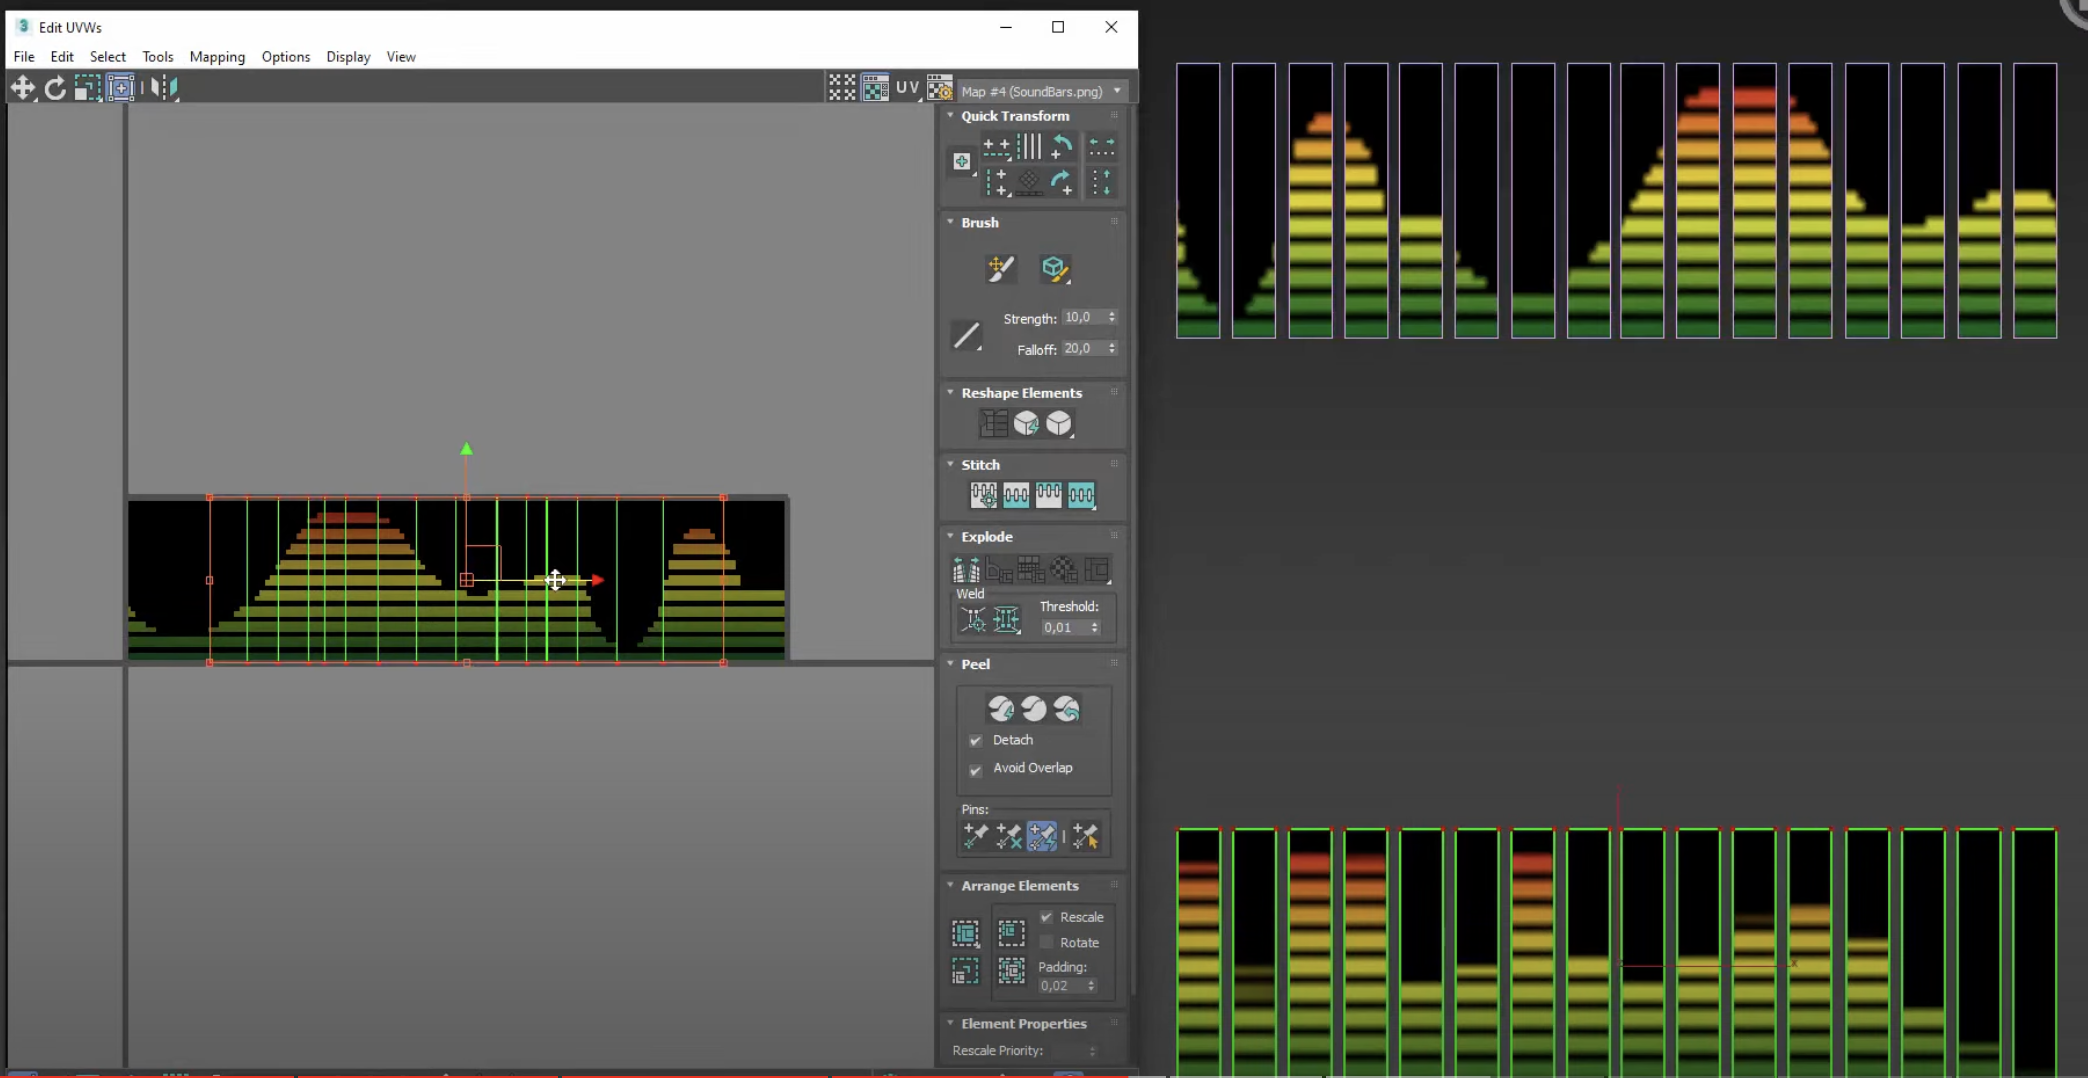 3 Edit UVWs
File Edit Select Tools Mapping Options Display View
UV Map #4 (SoundBars.png)
Quick Transform
Brush
Strength: 10,0
Falloff: 20,0
Reshape Elements
Stitch
Explode
Weld
Threshold:
0,01
Peel
Detach
Avoid Overlap
Pins:
Arrange Elements
Rescale
Rotate
Padding:
0,02
Element Properties
Rescale Priority:
x